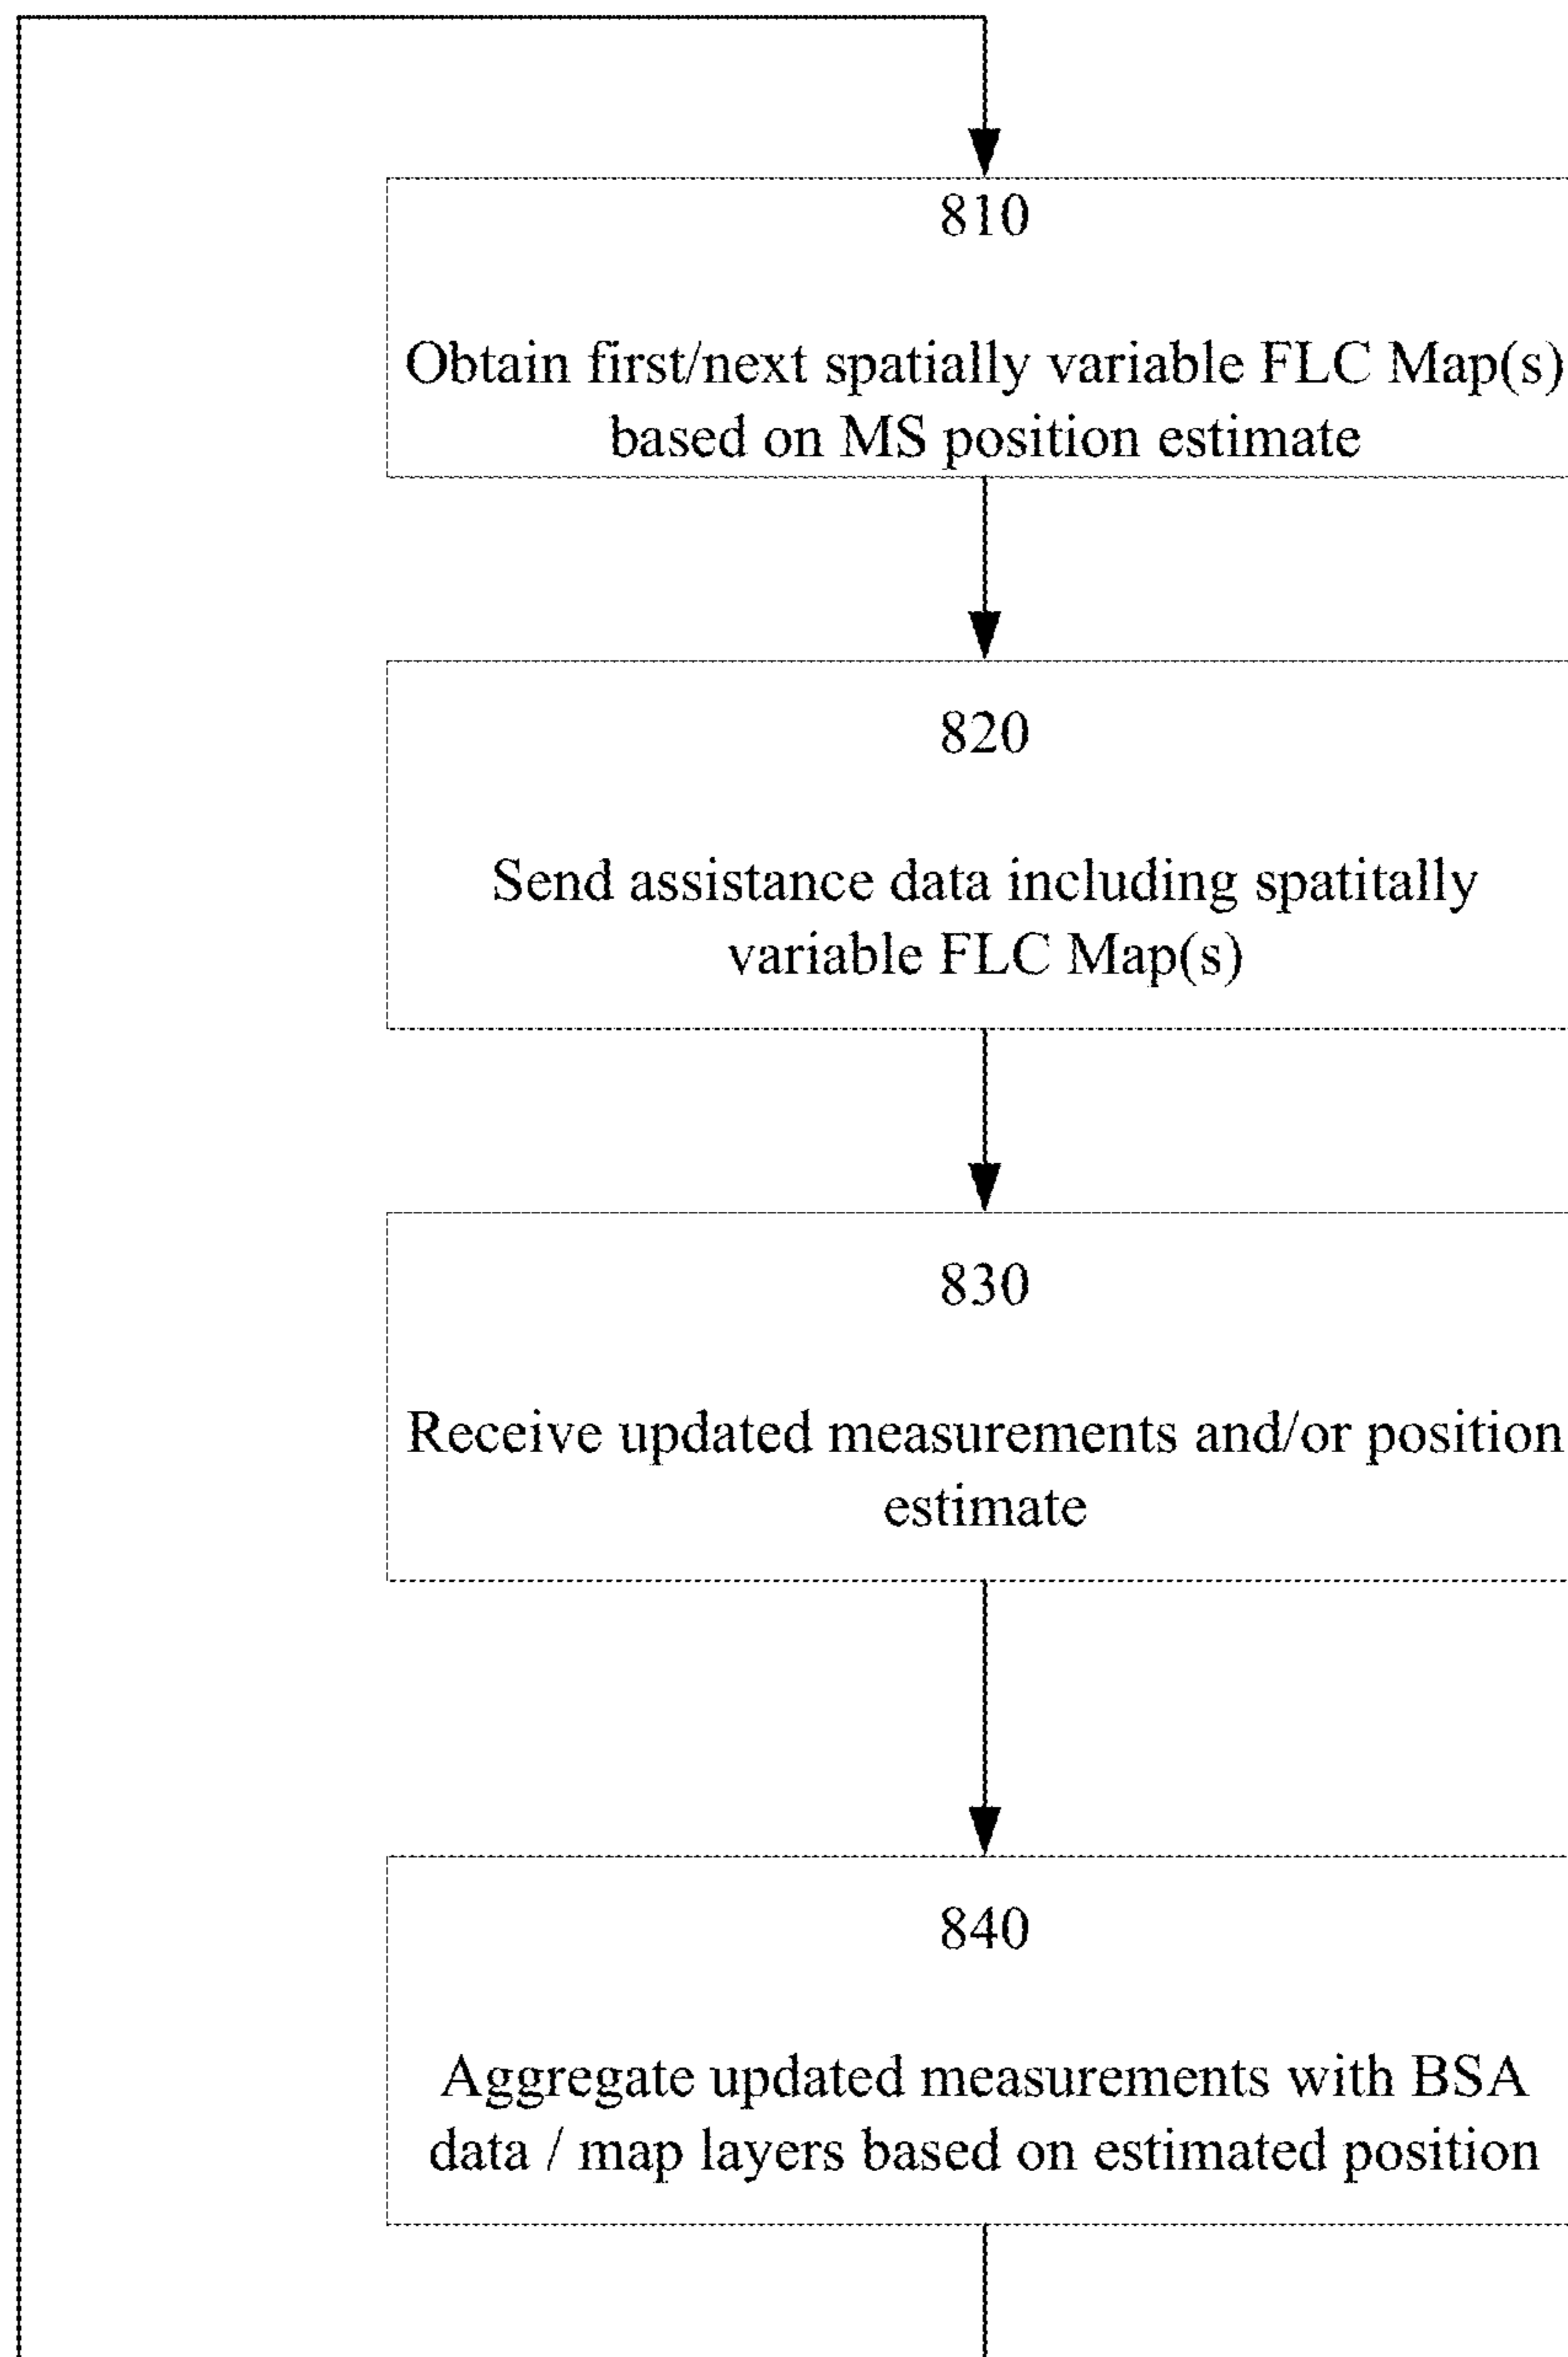 810
Obtain first/next spatially variable FLC Map(s)
based on MS position estimate
820
Send assistance data including spatitally
variable FLC Map(s)
830
Receive updated measurements and/or position
estimate
840
Aggregate updated measurements with BSA
data / map layers based on estimated position